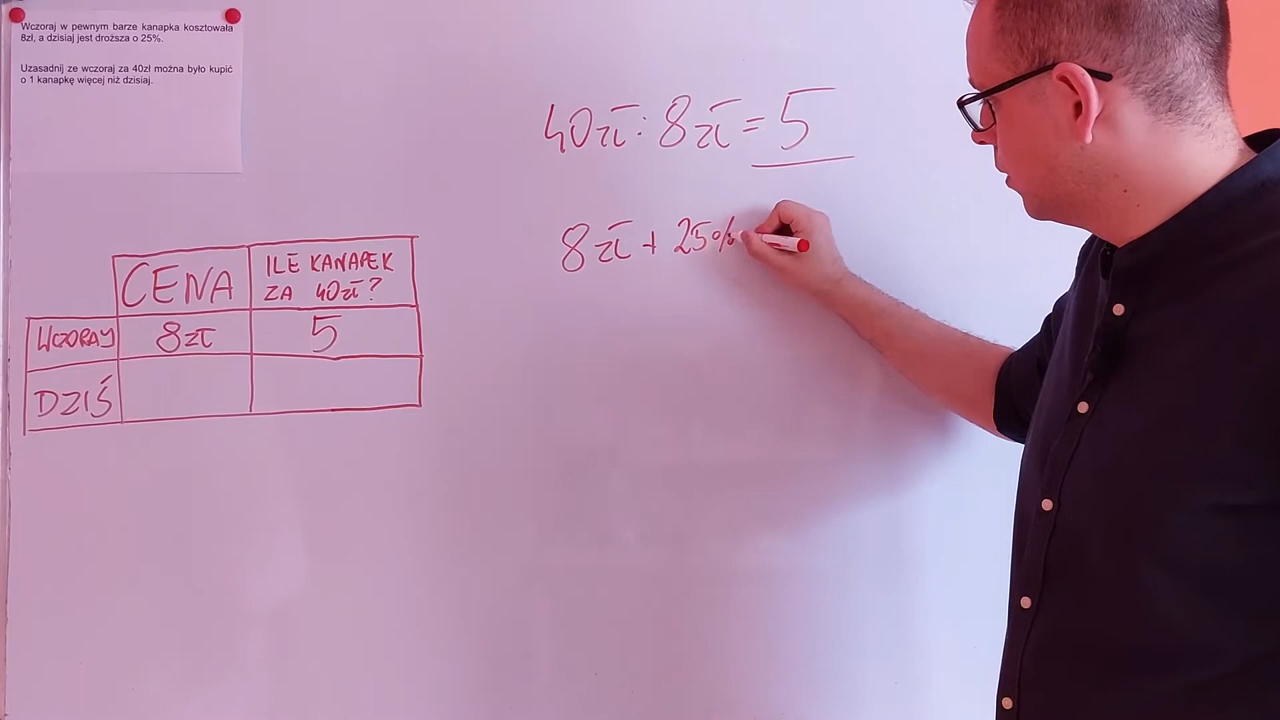 Wczoraj w pewnym barze kanapka kosztowała
8zł, a dzisiaj jest droższa o 25%.
Uzasadnij ze wczoraj za 40zł można było kupić
o 1 kanapkę więcej niż dzisiaj.
40zł : 8zł = 5
8zł + 25%
CENA
ILE KANAPEK
ZA 40zł?
WCZORAJ
8zł
5
DZIŚ